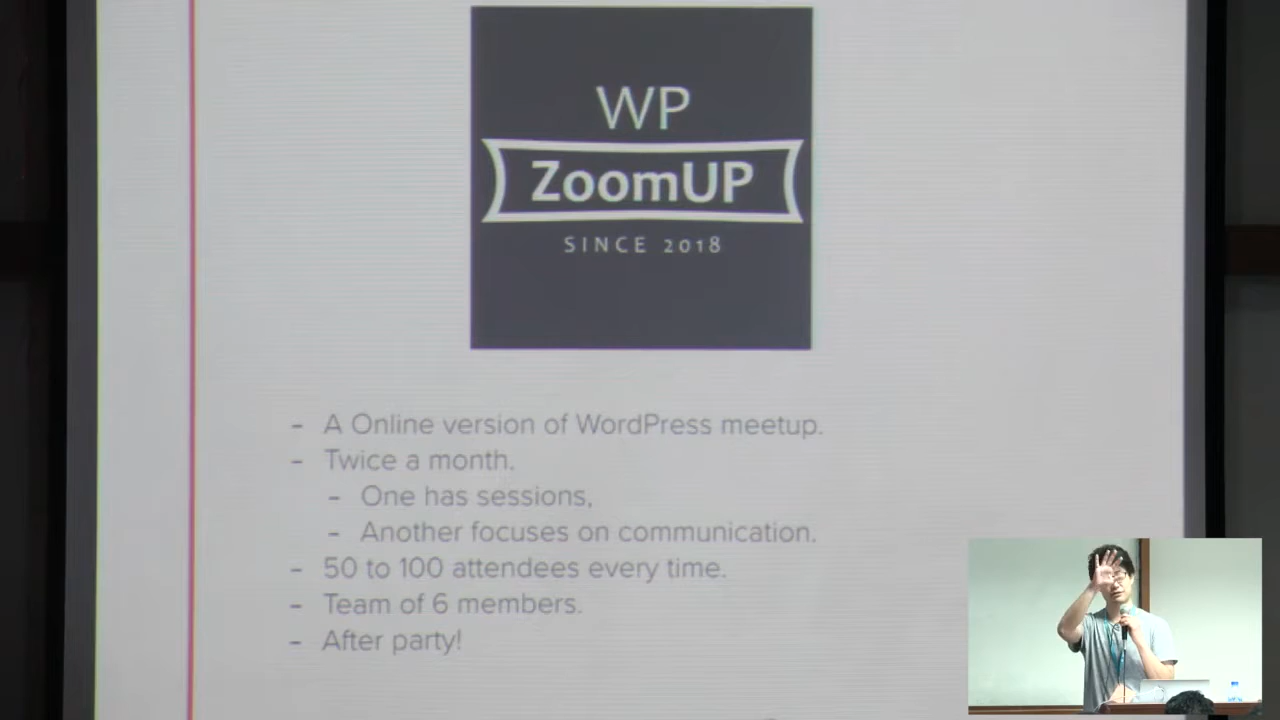 WP
ZoomUP
SINCE 2018
- A Online version of WordPress meetup.
- Twice a month.
- One has sessions,
- Another focuses on communication.
- 50 to 100 attendees every time.
- Team of 6 members.
- After party!